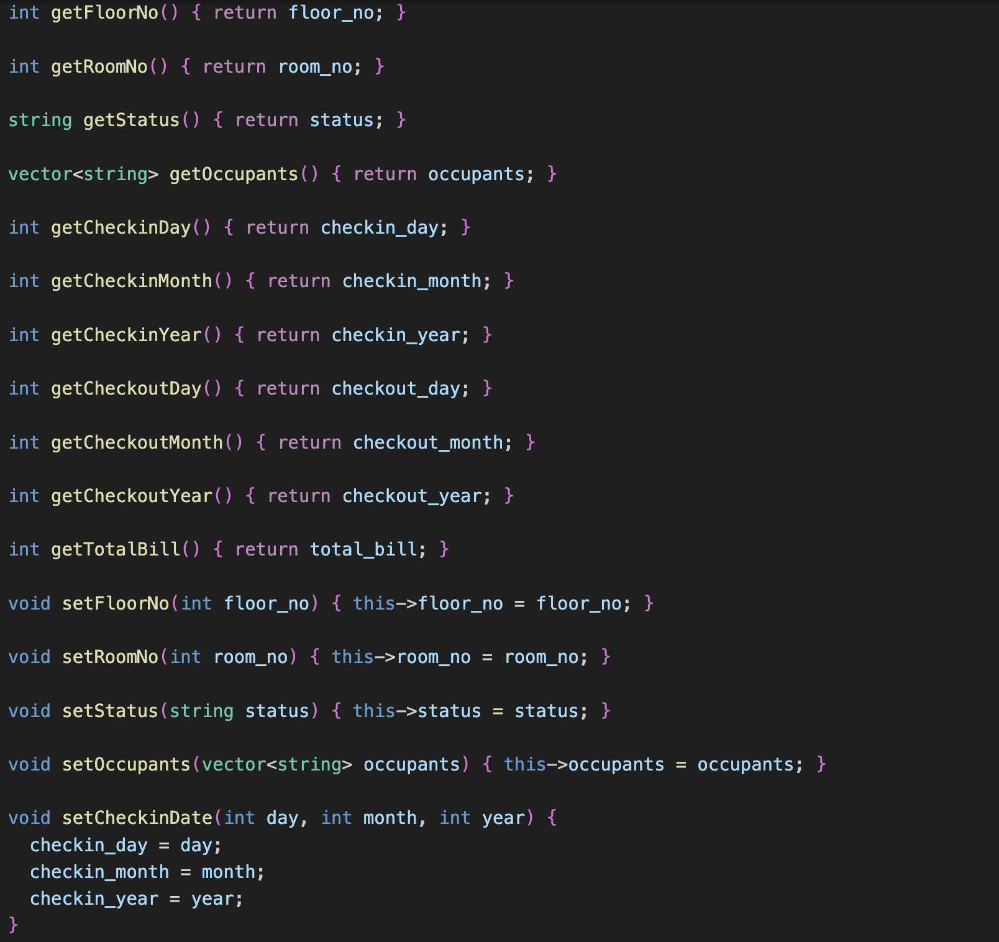 int getFloorNo() { return floor_no; }
int getRoomNo() { return room_no; }
string getStatus() { return status; }
vector<string> getOccupants() { return occupants; }
int getCheckinDay() { return checkin_day; }
int getCheckinMonth() { return checkin_month; }
int getCheckinYear() { return checkin_year; }
int getCheckoutDay() { return checkout_day; }
int getCheckoutMonth() { return checkout_month; }
int getCheckoutYear() { return checkout_year; }
int getTotalBill() { return total_bill; }
void setFloorNo(int floor_no) { this->floor_no = floor_no; }
void setRoomNo(int room_no) { this->room_no = room_no; }
void setStatus(string status) { this->status = status; }
void setOccupants(vector<string> occupants) { this->occupants = occupants; }
void setCheckinDate(int day, int month, int year) {
  checkin_day = day;
  checkin_month = month;
  checkin_year = year;
}